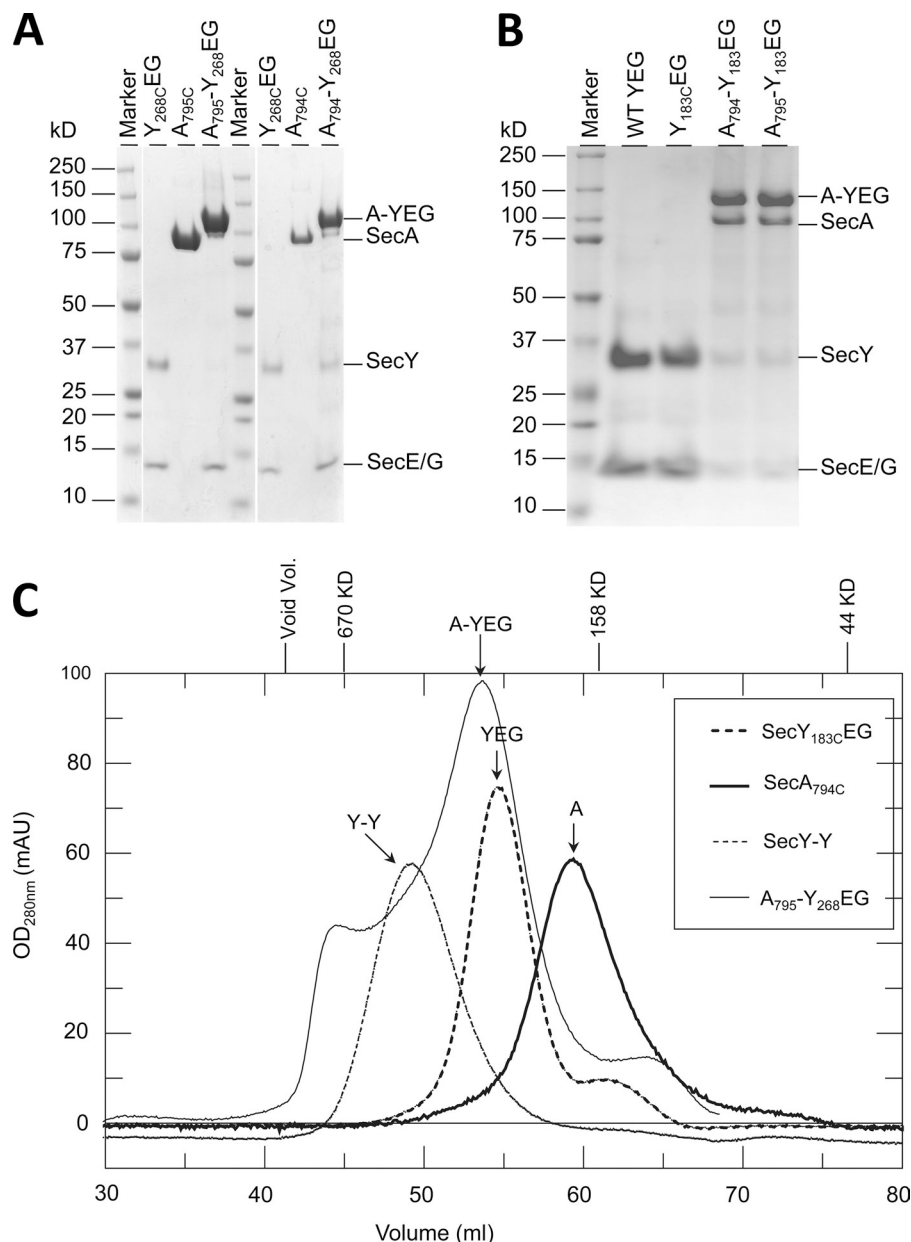 A
kD
Marker
Y268CEG
A795C
A795-Y268EG
Marker
Y268CEG
A794C
A794-Y268EG
250
150
100
75
50
37
25
20
15
10
A-YEG
SecA
SecY
SecE/G
B
kD
Marker
WT YEG
Y183CEG
A794-Y183EG
A795-Y183EG
250
150
100
75
50
37
25
20
15
10
A-YEG
SecA
SecY
SecE/G
C
Void Vol.
670 KD
158 KD
44 KD
A-YEG
YEG
Y-Y
A
SecY183CEG
SecA794C
SecY-Y
A795-Y268EG
OD280nm (mAU)
100
80
60
40
20
0
30 40 50 60 70 80
Volume (ml)